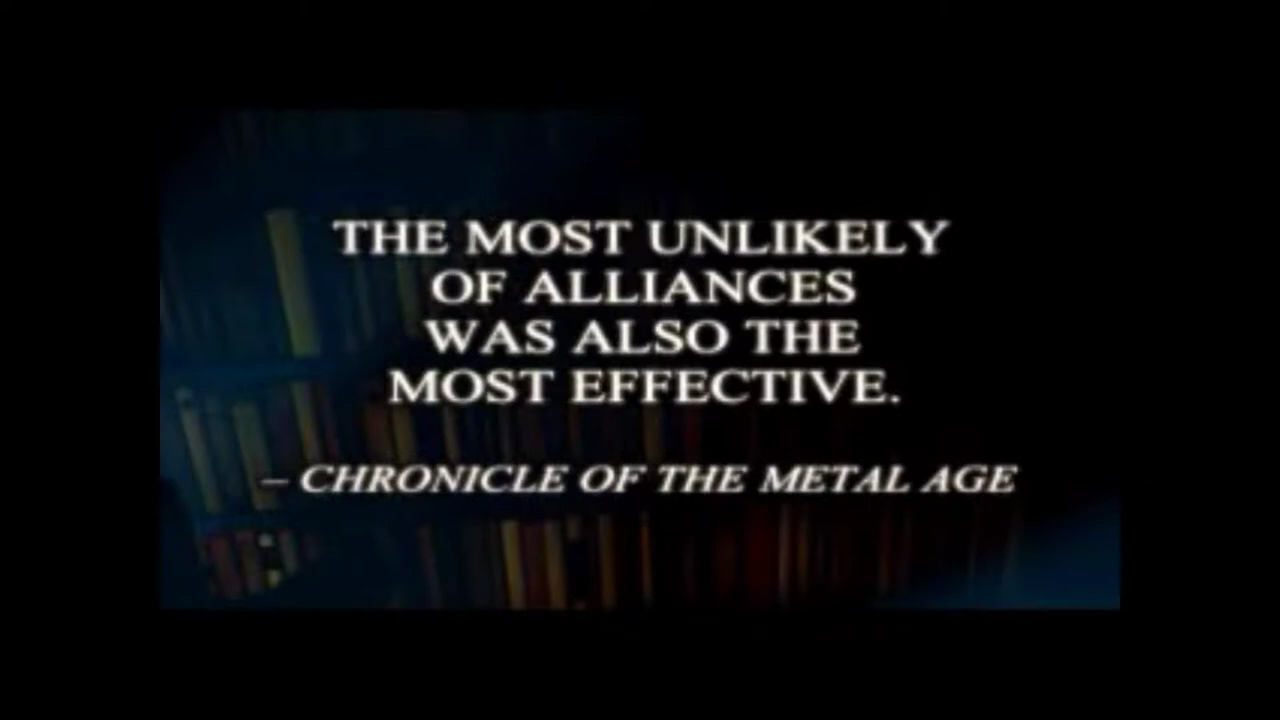 THE MOST UNLIKELY
OF ALLIANCES
WAS ALSO THE
MOST EFFECTIVE.
– CHRONICLE OF THE METAL AGE